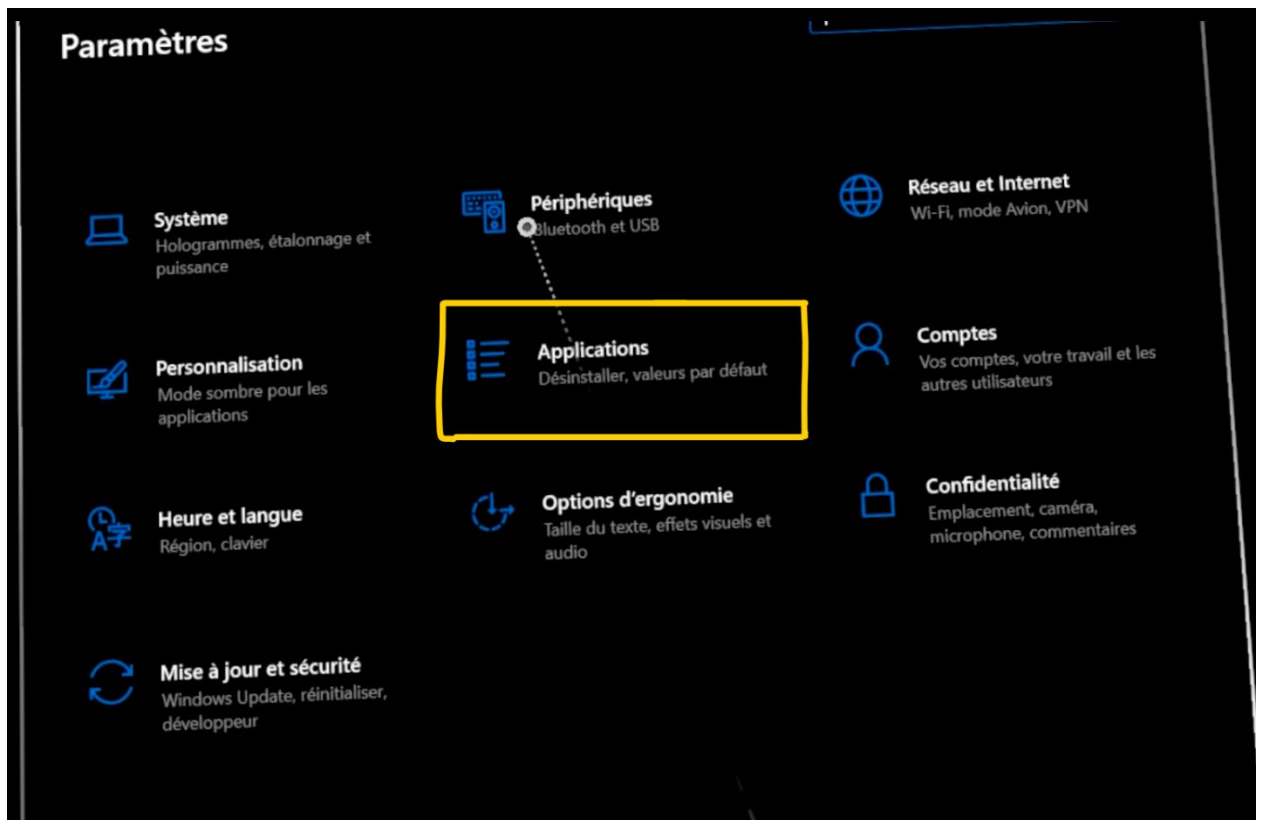 Paramètres
Système
Hologrammes, étalonnage et
puissance
Périphériques
Bluetooth et USB
Réseau et Internet
Wi-Fi, mode Avion, VPN
Personnalisation
Mode sombre pour les
applications
Applications
Désinstaller, valeurs par défaut
Comptes
Vos comptes, votre travail et les
autres utilisateurs
Heure et langue
Région, clavier
Options d'ergonomie
Taille du texte, effets visuels et
audio
Confidentialité
Emplacement, caméra,
microphone, commentaires
Mise à jour et sécurité
Windows Update, réinitialiser,
développeur